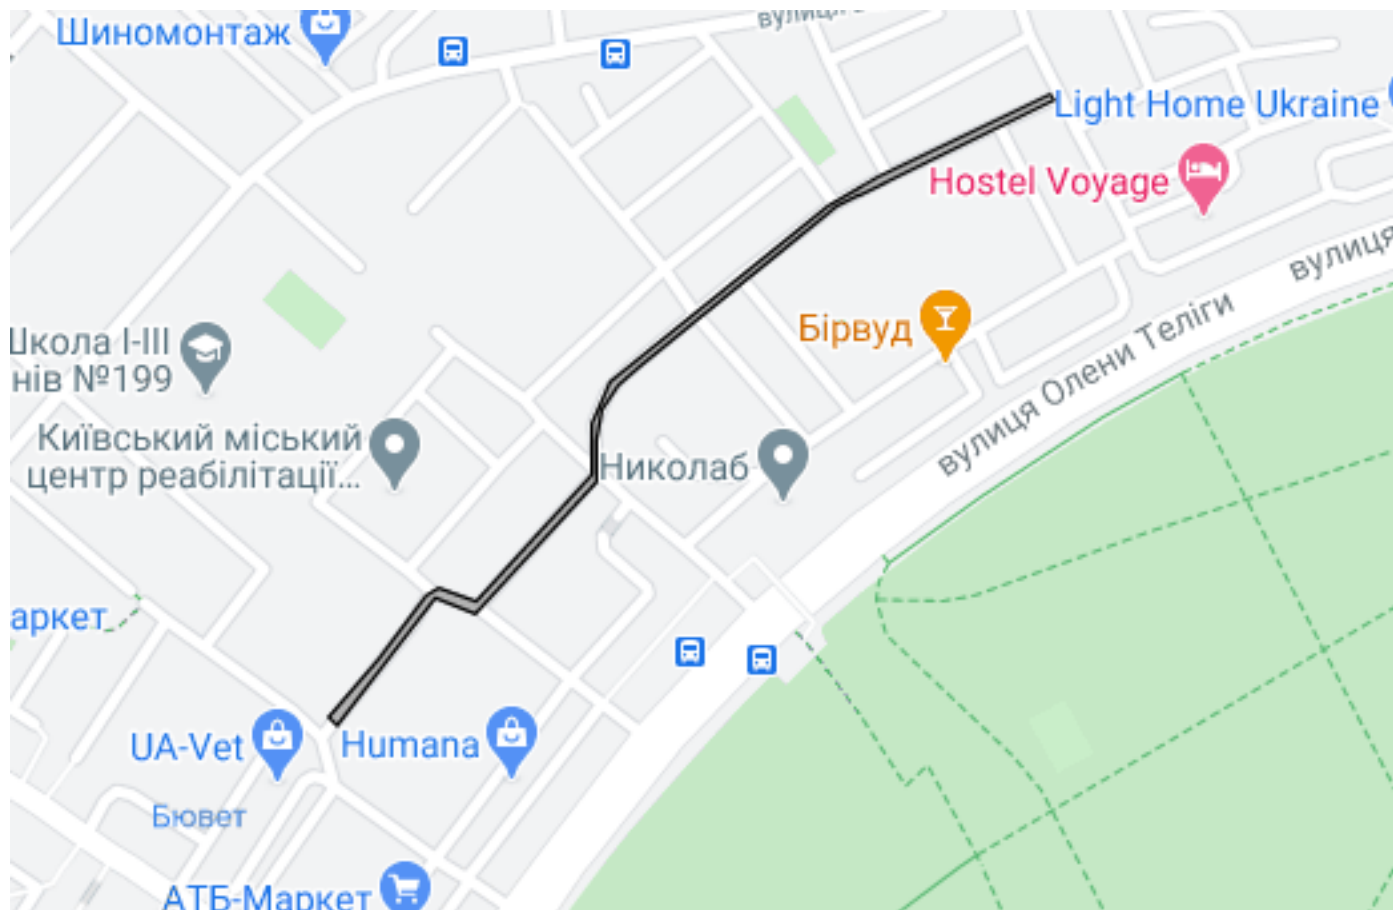 Шиномонтаж
вулиця
Light Home Ukraine
Hostel Voyage
вулиця
вулиця Олени Теліги
Бірвуд
Школа І-ІІІ
нів №199
Київський міський
центр реабілітації...
Николаб
аркет
UA-Vet
Humana
Бювет
АТБ-Маркет